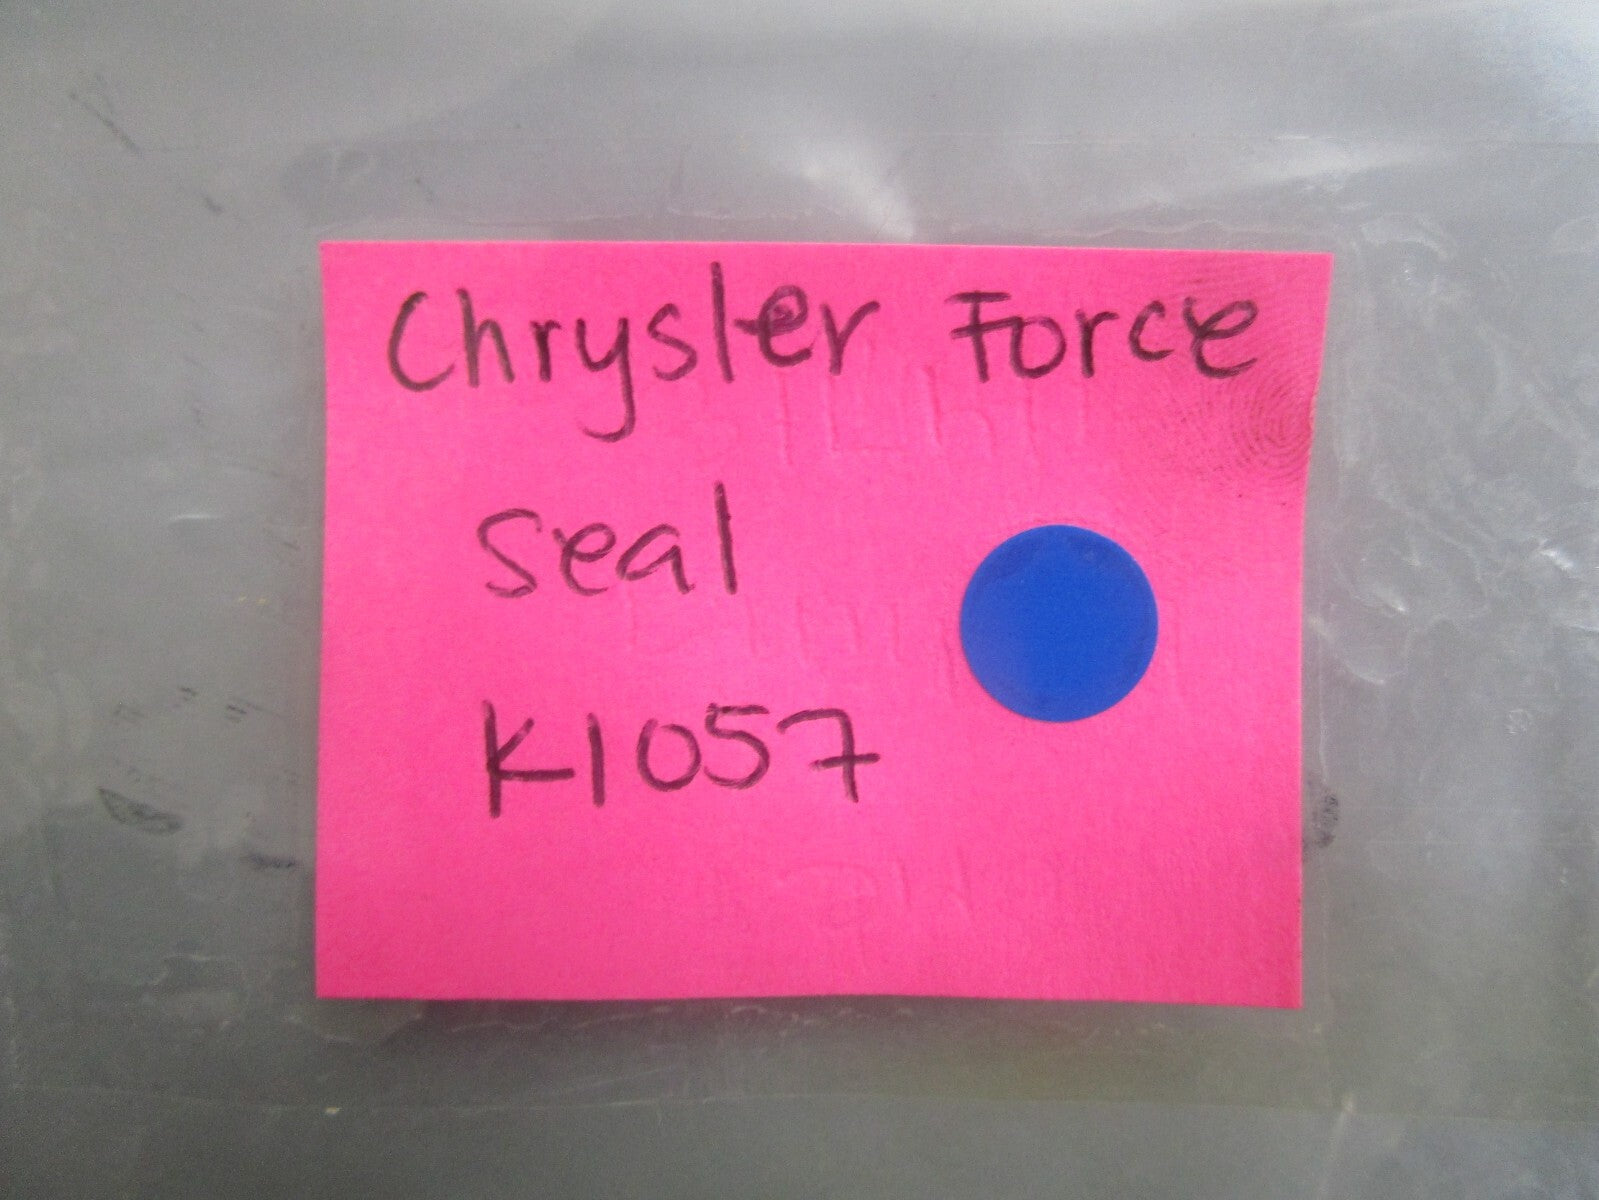 Chrysler Force
seal
K1057